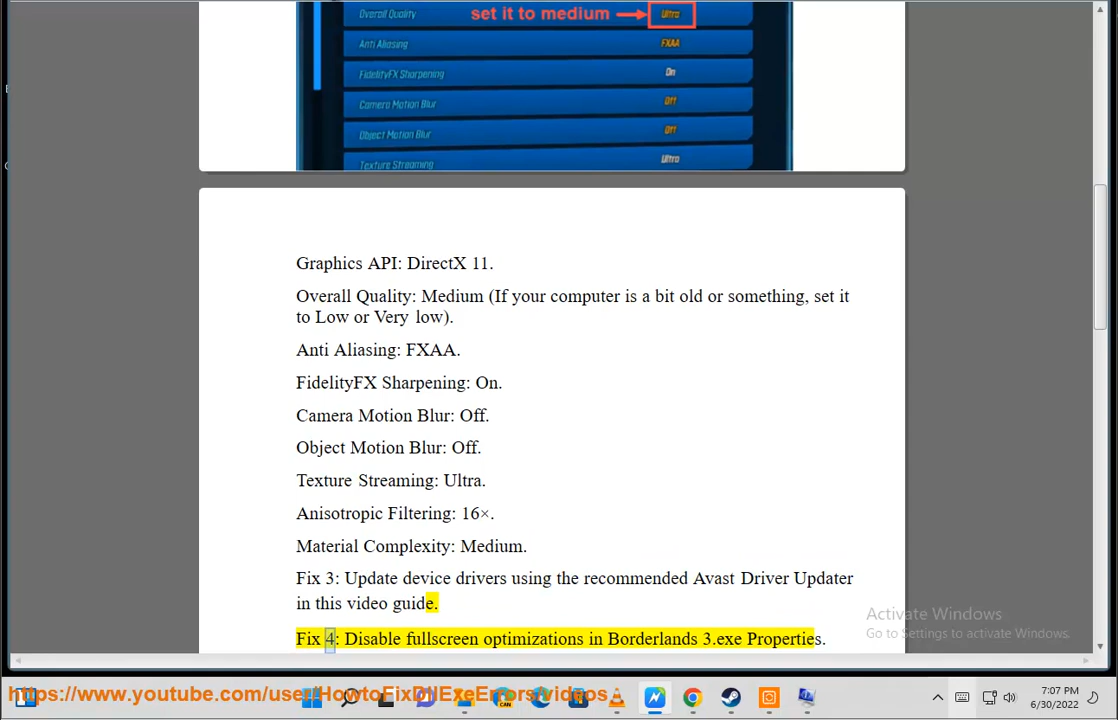 Overall Quality set it to medium Ultra
Anti Aliasing FXAA
FidelityFX Sharpening On
Camera Motion Blur Off
Object Motion Blur Off
Texture Streaming Ultra
Graphics API: DirectX 11.
Overall Quality: Medium (If your computer is a bit old or something, set it
to Low or Very low).
Anti Aliasing: FXAA.
FidelityFX Sharpening: On.
Camera Motion Blur: Off.
Object Motion Blur: Off.
Texture Streaming: Ultra.
Anisotropic Filtering: 16×.
Material Complexity: Medium.
Fix 3: Update device drivers using the recommended Avast Driver Updater
in this video guide.
Fix 4: Disable fullscreen optimizations in Borderlands 3.exe Properties.
Activate Windows
Go to Settings to activate Windows.
https://www.youtube.com/user/HowtoFixDllExeErrors/videos
7:07 PM
6/30/2022